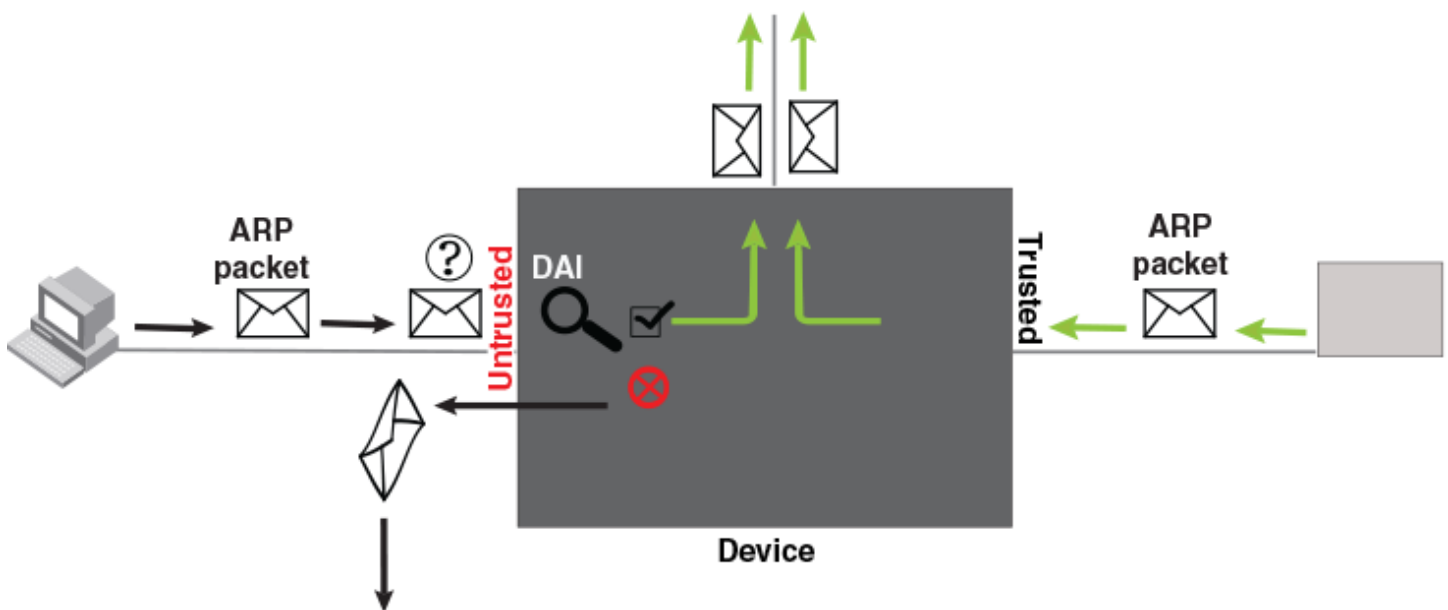 ARP
packet
?
Untrusted
DAI
Trusted
ARP
packet
Device